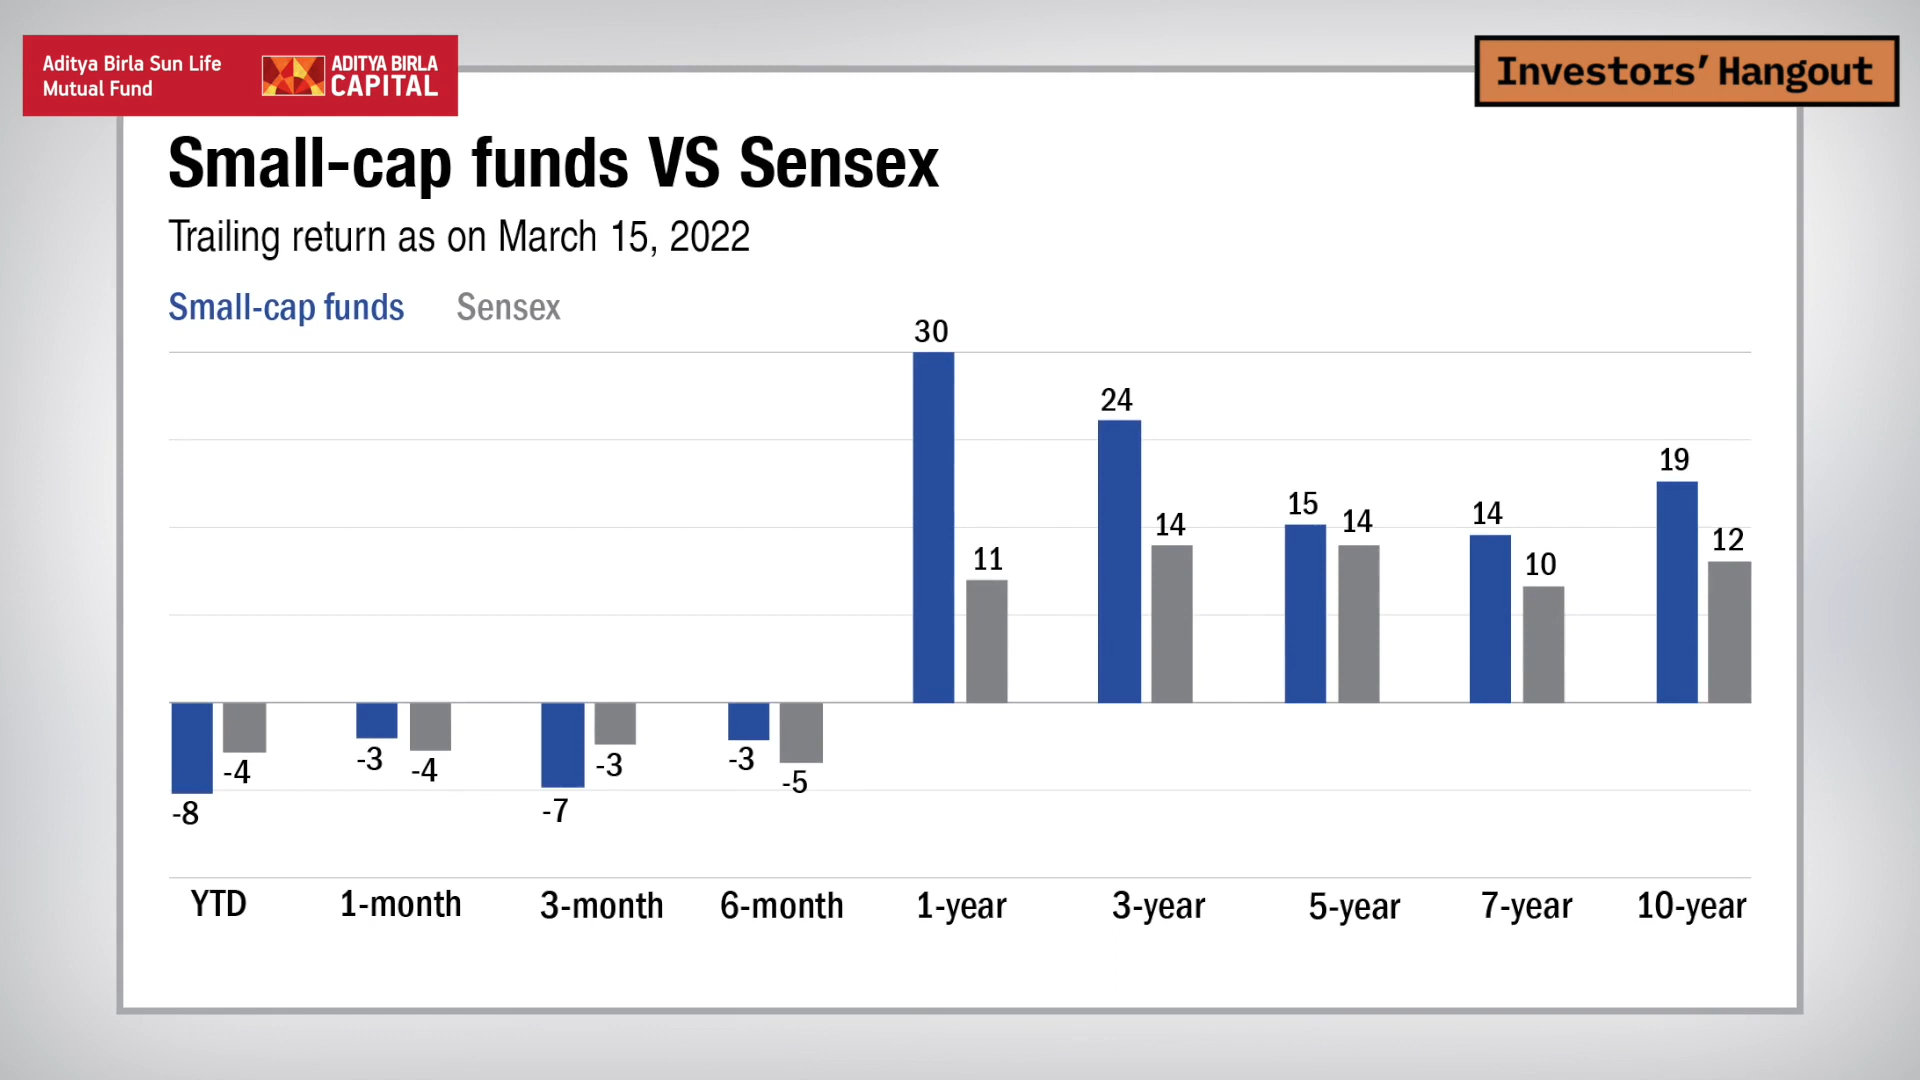 Aditya Birla Sun Life
Mutual Fund
ADITYA BIRLA
CAPITAL
Investors' Hangout
Small-cap funds VS Sensex
Trailing return as on March 15, 2022
Small-cap funds Sensex
30
24
19
15
14
14
14
12
11
10
-3
-4
-3
-3
-4
-5
-8
-7
YTD 1-month 3-month 6-month 1-year 3-year 5-year 7-year 10-year